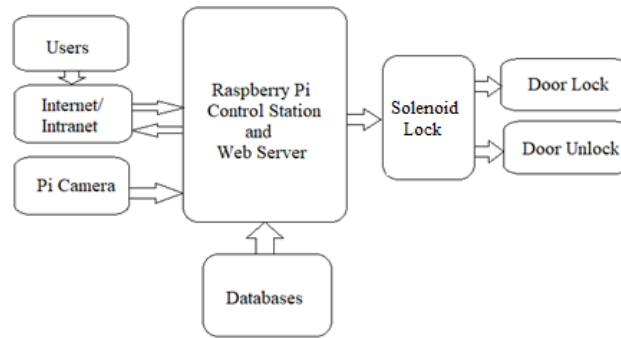 Users
Internet/
Intranet
Pi Camera
Raspberry Pi
Control Station
and
Web Server
Databases
Solenoid
Lock
Door Lock
Door Unlock